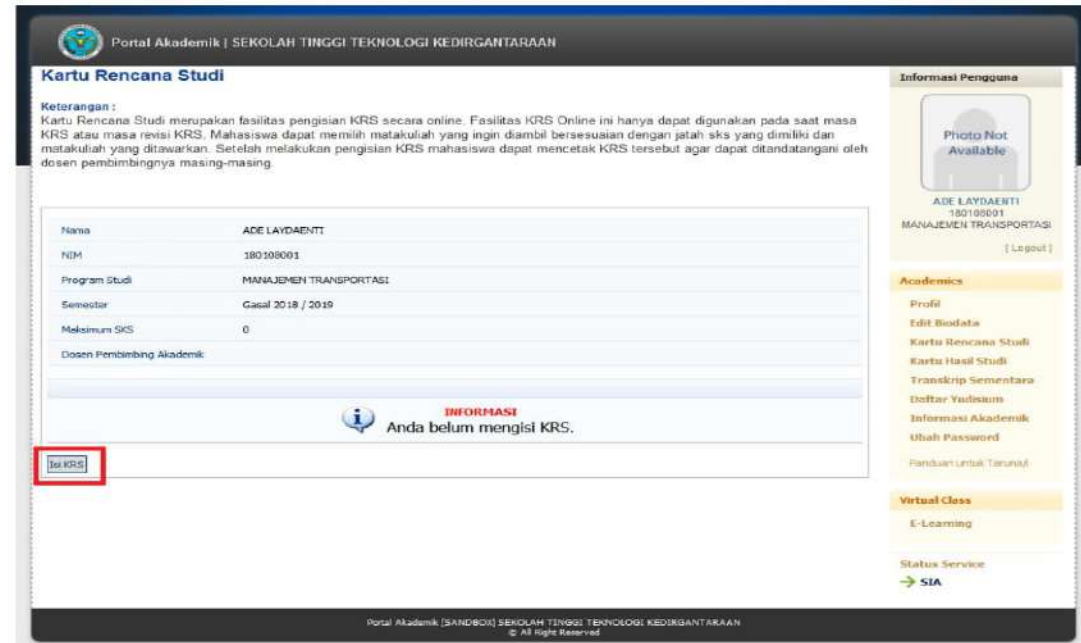 Portal Akademik | SEKOLAH TINGGI TEKNOLOGI KEDIRGANTARAAN
Kartu Rencana Studi
Keterangan :
Kartu Rencana Studi merupakan fasilitas pengisian KRS secara online. Fasilitas KRS Online ini hanya dapat digunakan pada saat masa
KRS atau masa revisi KRS. Mahasiswa dapat memilih matakuliah yang ingin diambil bersesuaian dengan jatah sks yang dimiliki dan
matakuliah yang ditawarkan. Setelah melakukan pengisian KRS mahasiswa dapat mencetak KRS tersebut agar dapat ditandatangani oleh
dosen pembimbingnya masing-masing.
Nama ADE LAYDAENTI
NIM 180108001
Program Studi MANAJEMEN TRANSPORTASI
Semester Gasal 2018 / 2019
Maksimum SKS 0
Dosen Pembimbing Akademik
INFORMASI
Anda belum mengisi KRS.
Isi KRS
Informasi Pengguna
Photo Not
Available
ADE LAYDAENTI
180108001
MANAJEMEN TRANSPORTASI
[ Logout ]
Academics
Profil
Edit Biodata
Kartu Rencana Studi
Kartu Hasil Studi
Transkrip Sementara
Daftar Yudisium
Informasi Akademik
Ubah Password
Panduan untuk Taruna/i
Virtual Class
E-Learning
Status Service
SIA
Portal Akademik [SANDBOX] SEKOLAH TINGGI TEKNOLOGI KEDIRGANTARAAN
© All Right Reserved